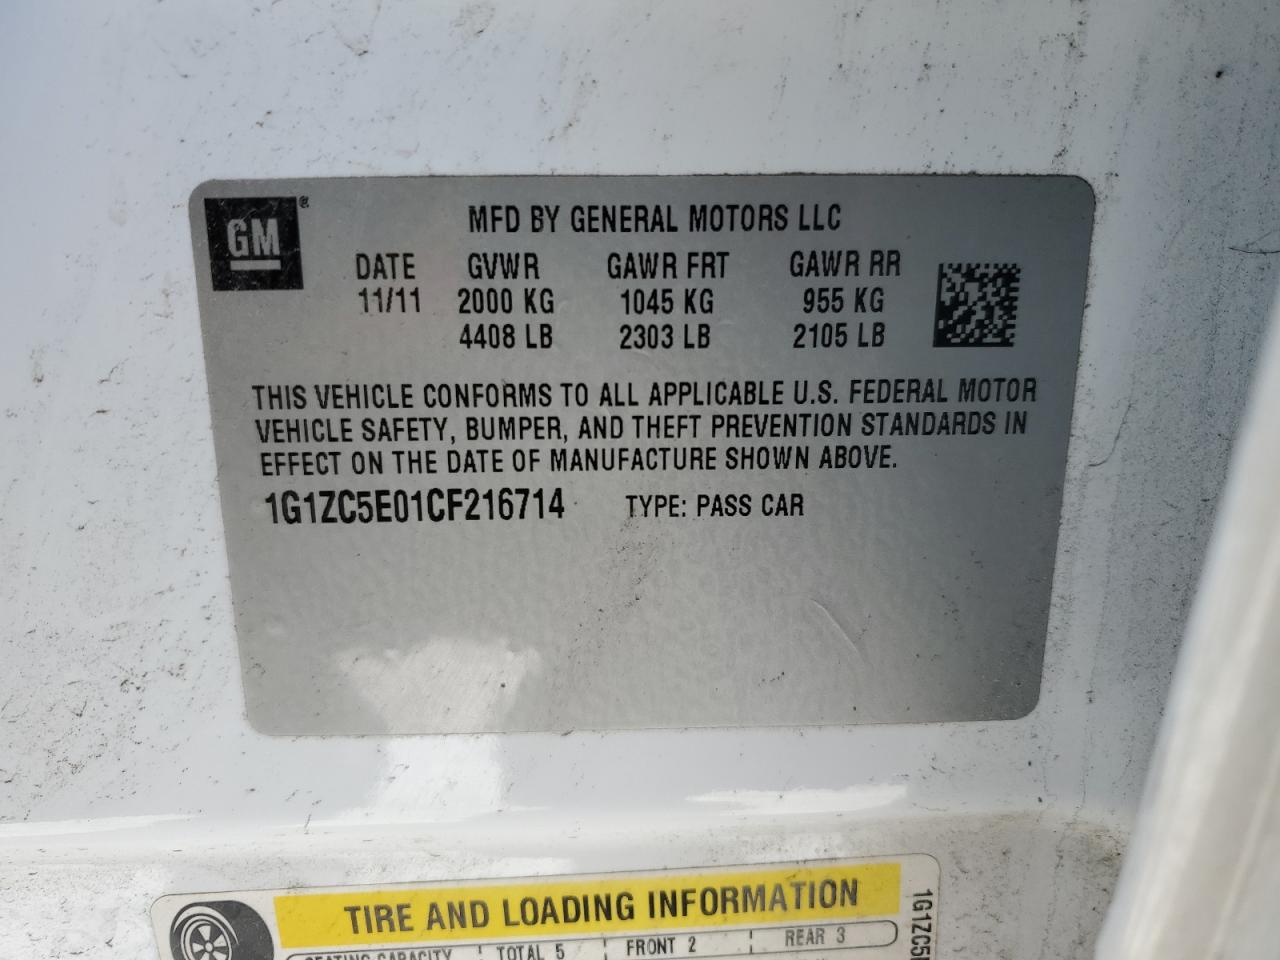 GM®
MFD BY GENERAL MOTORS LLC
DATE GVWR GAWR FRT GAWR RR
11/11 2000 KG 1045 KG 955 KG
4408 LB 2303 LB 2105 LB
THIS VEHICLE CONFORMS TO ALL APPLICABLE U.S. FEDERAL MOTOR
VEHICLE SAFETY, BUMPER, AND THEFT PREVENTION STANDARDS IN
EFFECT ON THE DATE OF MANUFACTURE SHOWN ABOVE.
1G1ZC5E01CF216714 TYPE: PASS CAR
TIRE AND LOADING INFORMATION
SEATING CAPACITY TOTAL 5 FRONT 2 REAR 3
1G1ZC5